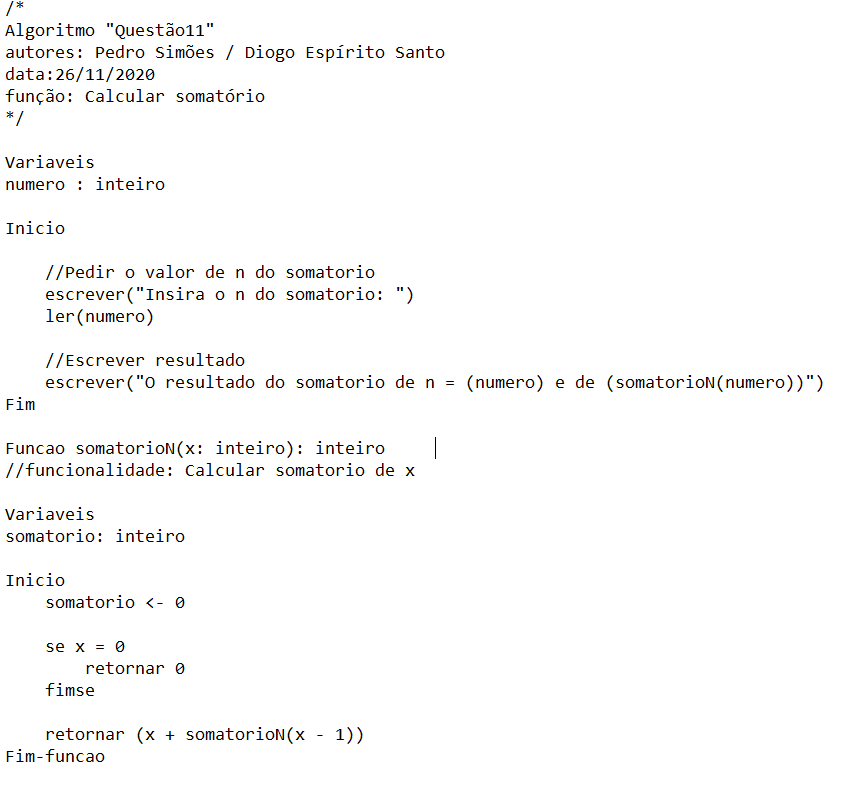 /*
Algoritmo "Questão11"
autores: Pedro Simões / Diogo Espírito Santo
data:26/11/2020
função: Calcular somatório
*/
Variaveis
numero : inteiro
Inicio
//Pedir o valor de n do somatorio
escrever("Insira o n do somatorio: ")
ler(numero)
//Escrever resultado
escrever("O resultado do somatorio de n = (numero) e de (somatorioN(numero))")
Fim
Funcao somatorioN(x: inteiro): inteiro
//funcionalidade: Calcular somatorio de x
Variaveis
somatorio: inteiro
Inicio
somatorio <- 0
se x = 0
retornar 0
fimse
retornar (x + somatorioN(x - 1))
Fim-funcao